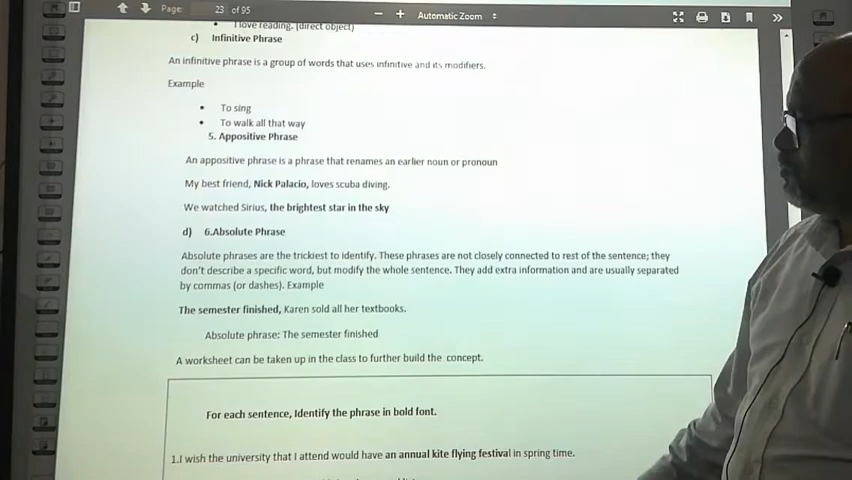 Page: 23 of 95
Automatic Zoom
• I love reading. (direct object)
c) Infinitive Phrase
An infinitive phrase is a group of words that uses infinitive and its modifiers.
Example
• To sing
• To walk all that way
5. Appositive Phrase
An appositive phrase is a phrase that renames an earlier noun or pronoun
My best friend, Nick Palacio, loves scuba diving.
We watched Sirius, the brightest star in the sky
d) 6.Absolute Phrase
Absolute phrases are the trickiest to identify. These phrases are not closely connected to rest of the sentence; they
don't describe a specific word, but modify the whole sentence. They add extra information and are usually separated
by commas (or dashes). Example
The semester finished, Karen sold all her textbooks.
Absolute phrase: The semester finished
A worksheet can be taken up in the class to further build the concept.
For each sentence, Identify the phrase in bold font.
1.I wish the university that I attend would have an annual kite flying festival in spring time.